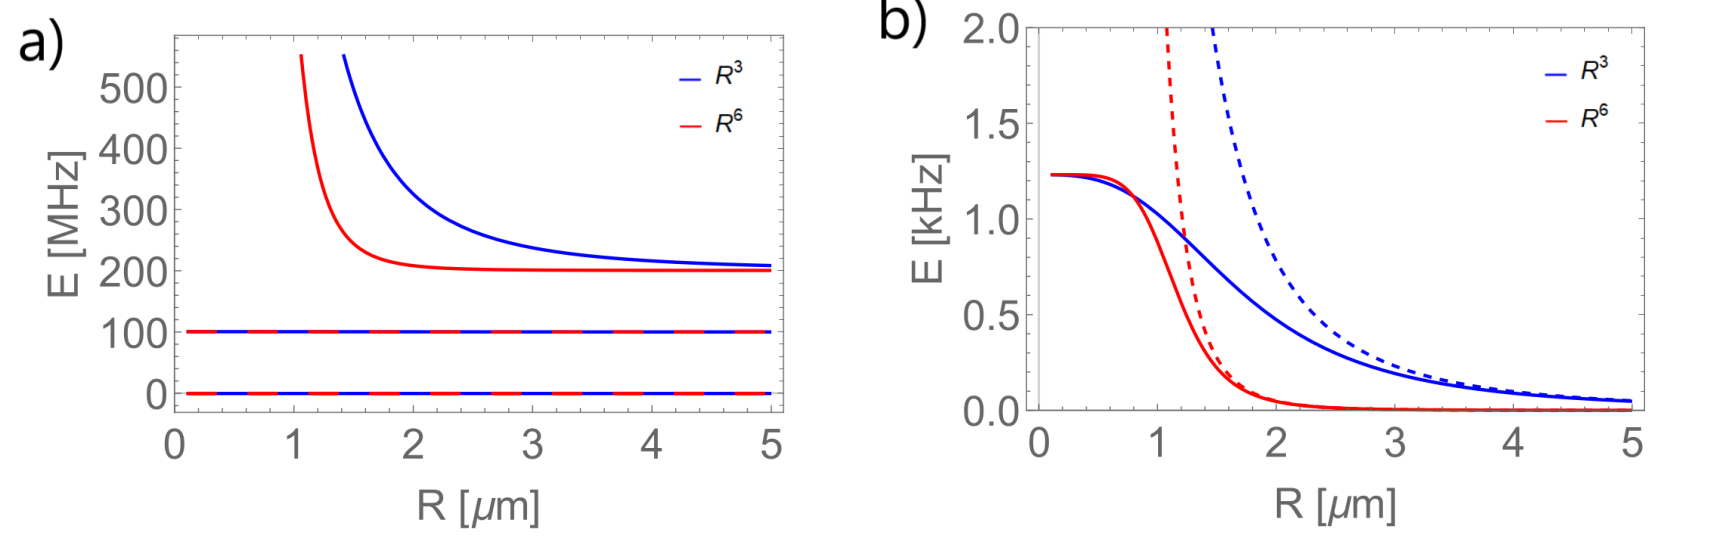 a)
E [MHz]
500
400
300
200
100
0
R³
R⁶
0 1 2 3 4 5
R [μm]
b)
E [kHz]
2.0
1.5
1.0
0.5
0.0
R³
R⁶
0 1 2 3 4 5
R [μm]